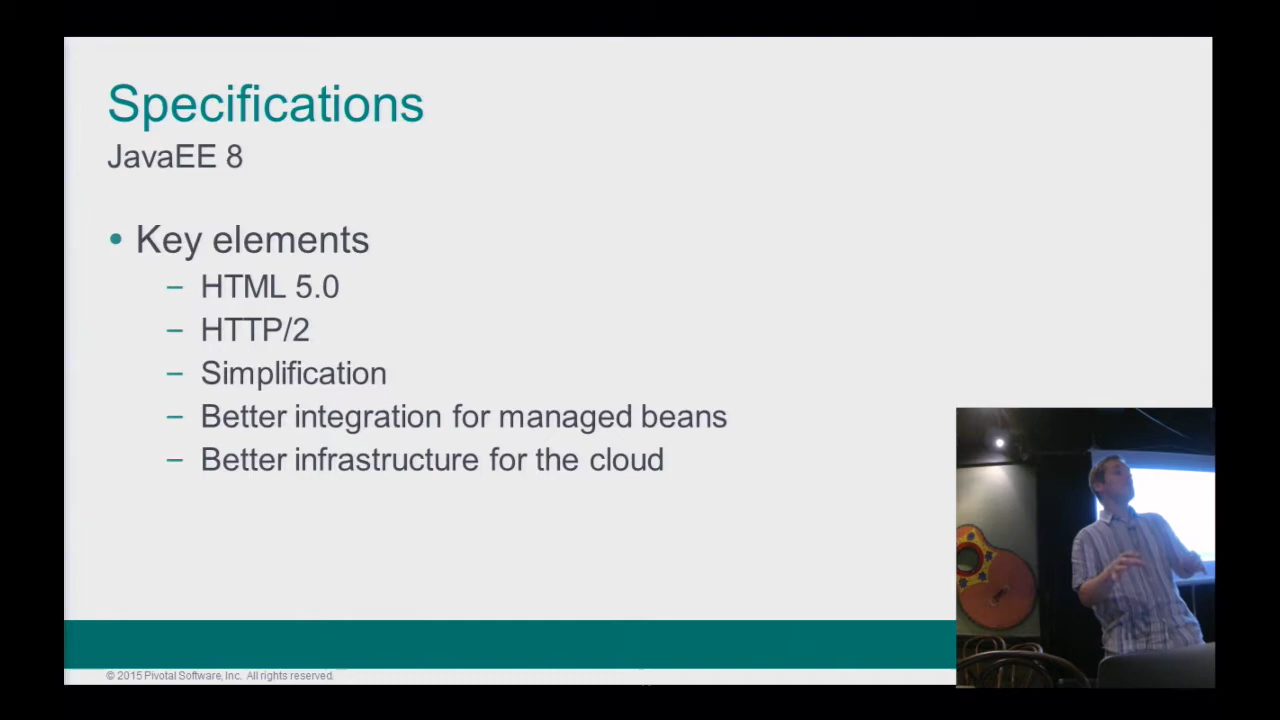 Specifications
JavaEE 8
• Key elements
– HTML 5.0
– HTTP/2
– Simplification
– Better integration for managed beans
– Better infrastructure for the cloud
© 2015 Pivotal Software, Inc. All rights reserved.